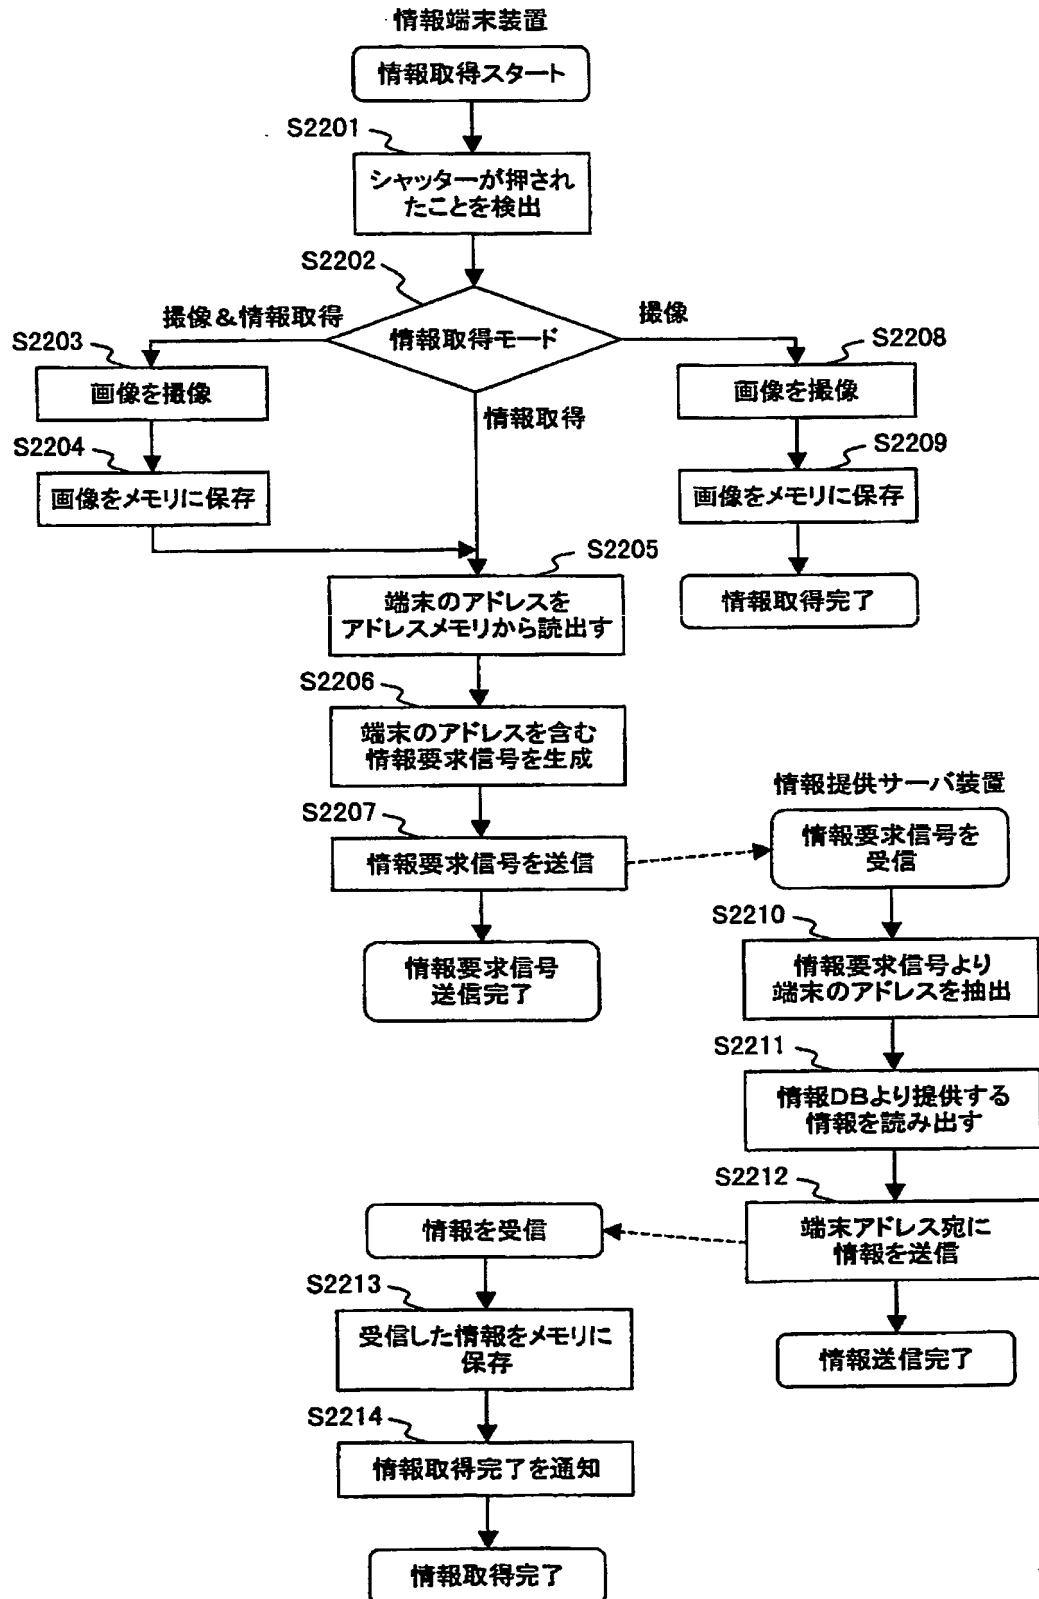 情報端末装置
情報取得スタート
S2201
シャッターが押され
たことを検出
S2202
撮像&情報取得
撮像
情報取得モード
情報取得
S2203
画像を撮像
S2204
画像をメモリに保存
S2208
画像を撮像
S2209
画像をメモリに保存
情報取得完了
S2205
端末のアドレスを
アドレスメモリから読出す
S2206
端末のアドレスを含む
情報要求信号を生成
S2207
情報要求信号を送信
情報要求信号
送信完了
情報提供サーバ装置
情報要求信号を
受信
S2210
情報要求信号より
端末のアドレスを抽出
S2211
情報DBより提供する
情報を読み出す
S2212
端末アドレス宛に
情報を送信
情報送信完了
情報を受信
S2213
受信した情報をメモリに
保存
S2214
情報取得完了を通知
情報取得完了